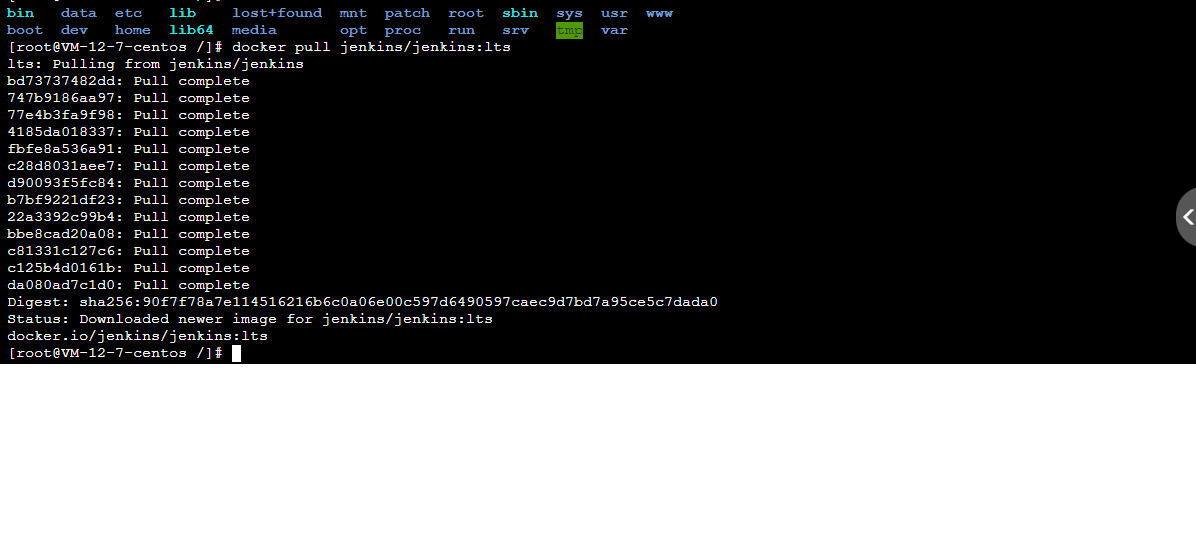 bin data etc lib lost+found mnt patch root sbin sys usr www
boot dev home lib64 media opt proc run srv tmp var
[root@VM-12-7-centos /]# docker pull jenkins/jenkins:lts
lts: Pulling from jenkins/jenkins
bd73737482dd: Pull complete
747b9186aa97: Pull complete
77e4b3fa9f98: Pull complete
4185da018337: Pull complete
fbfe8a536a91: Pull complete
c28d8031aee7: Pull complete
d90093f5fc84: Pull complete
b7bf9221df23: Pull complete
22a3392c99b4: Pull complete
bbe8cad20a08: Pull complete
c81331c127c6: Pull complete
c125b4d0161b: Pull complete
da080ad7c1d0: Pull complete
Digest: sha256:90f7f78a7e114516216b6c0a06e00c597d6490597caec9d7bd7a95ce5c7dada0
Status: Downloaded newer image for jenkins/jenkins:lts
docker.io/jenkins/jenkins:lts
[root@VM-12-7-centos /]#